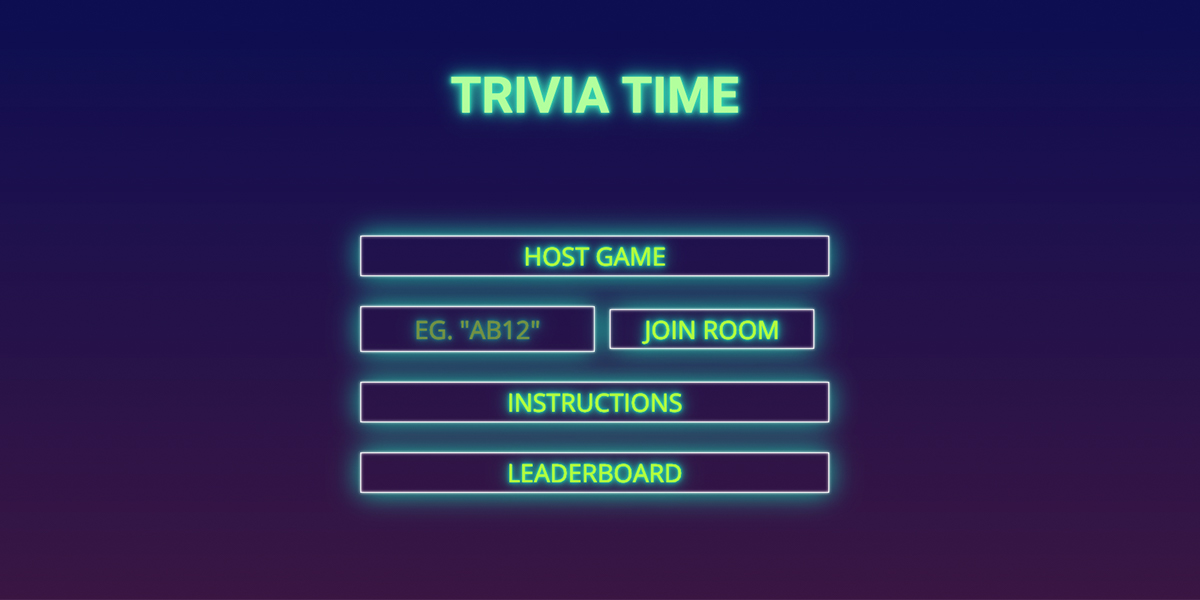 TRIVIA TIME
HOST GAME
EG. "AB12" JOIN ROOM
INSTRUCTIONS
LEADERBOARD